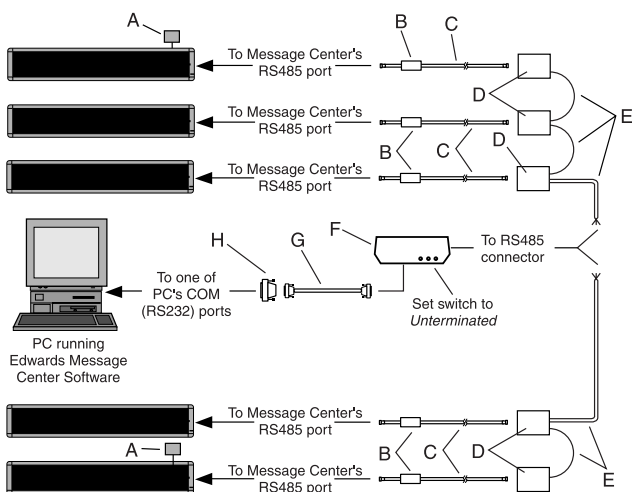 A
B
C
To Message Center's
RS485 port
D
E
To Message Center's
RS485 port
B
C
D
To Message Center's
RS485 port
F
H
G
To RS485
connector
To one of
PC's COM
(RS232) ports
Set switch to
Unterminated
PC running
Edwards Message
Center Software
To Message Center's
RS485 port
A
B
C
D
E
To Message Center's
RS485 port